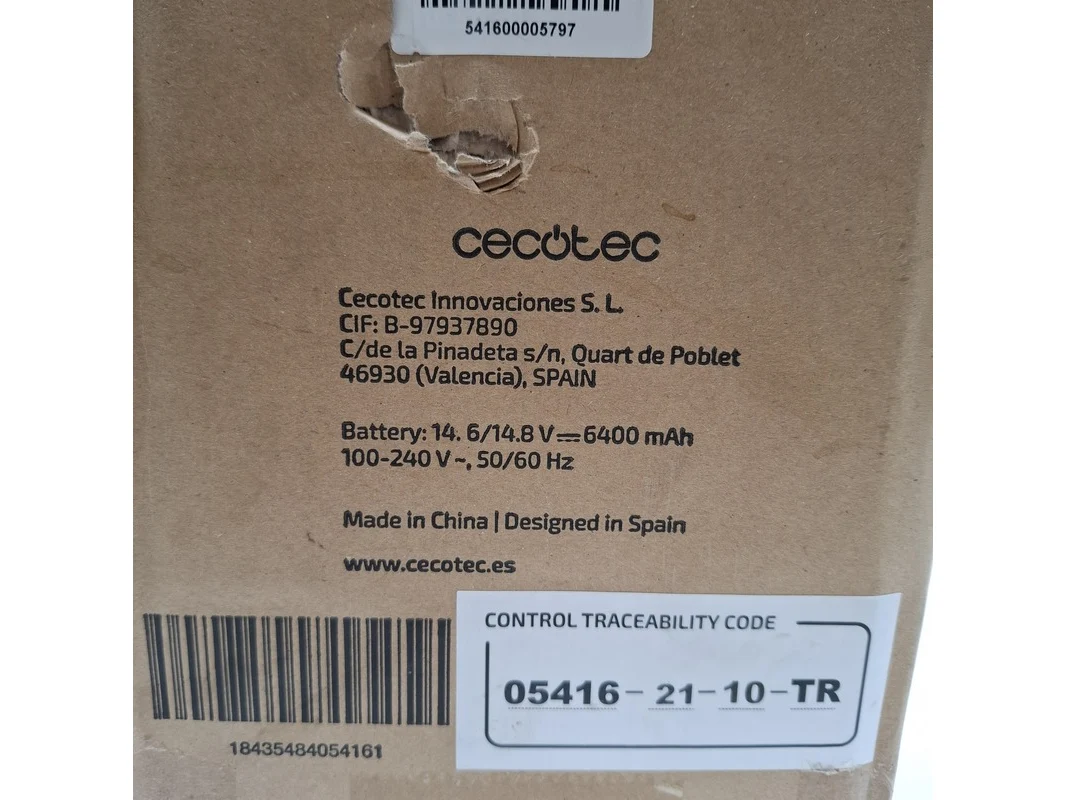 541600005797
cecotec
Cecotec Innovaciones S. L.
CIF: B-97937890
C/de la Pinadeta s/n, Quart de Poblet
46930 (Valencia), SPAIN
Battery: 14. 6/14.8 V⎓6400 mAh
100-240 V ~, 50/60 Hz
Made in China | Designed in Spain
www.cecotec.es
CONTROL TRACEABILITY CODE
05416-21-10-TR
18435484054161